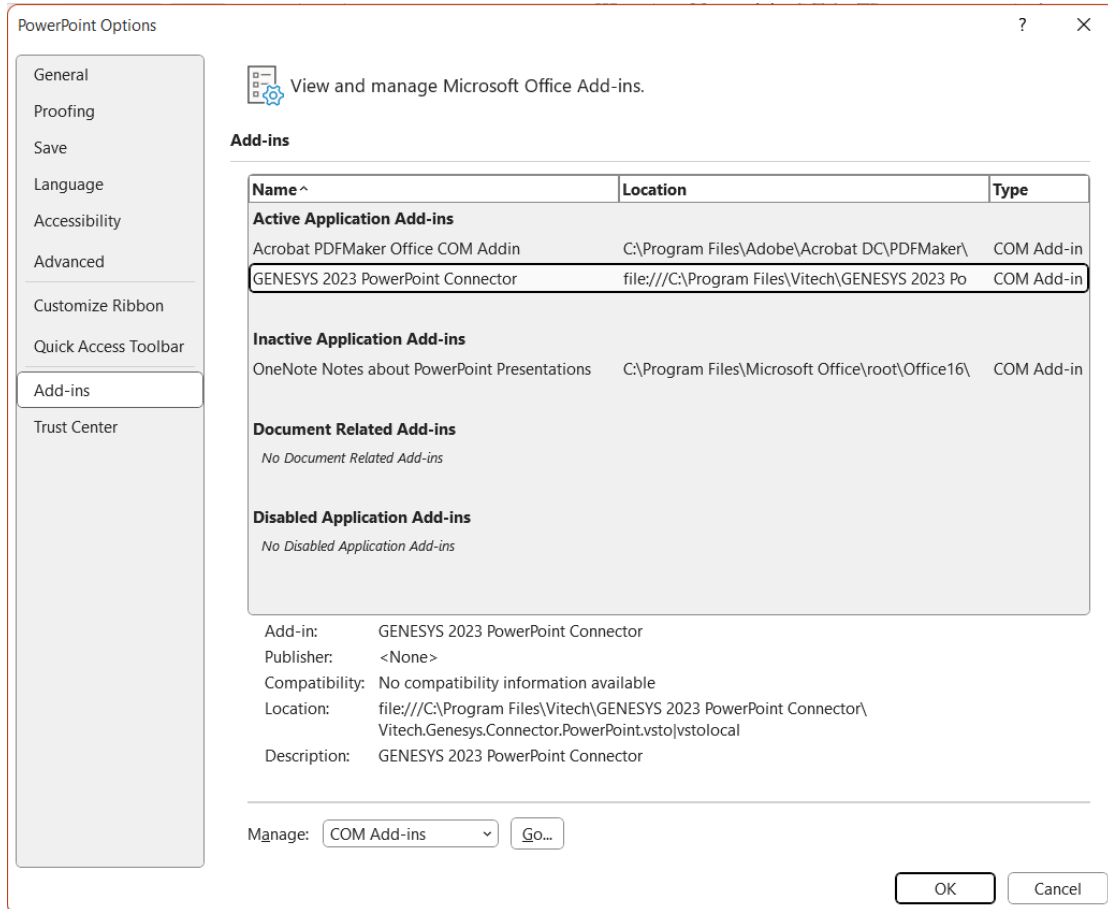 PowerPoint Options ?
General
Proofing
Save
Language
Accessibility
Advanced
Customize Ribbon
Quick Access Toolbar
Add-ins
Trust Center
View and manage Microsoft Office Add-ins.
Add-ins
Name Location Type
Active Application Add-ins
Acrobat PDFMaker Office COM Addin C:\Program Files\Adobe\Acrobat DC\PDFMaker\ COM Add-in
GENESYS 2023 PowerPoint Connector file:///C:\Program Files\Vitech\GENESYS 2023 Po COM Add-in
Inactive Application Add-ins
OneNote Notes about PowerPoint Presentations C:\Program Files\Microsoft Office\root\Office16\ COM Add-in
Document Related Add-ins
No Document Related Add-ins
Disabled Application Add-ins
No Disabled Application Add-ins
Add-in: GENESYS 2023 PowerPoint Connector
Publisher: <None>
Compatibility: No compatibility information available
Location: file:///C:\Program Files\Vitech\GENESYS 2023 PowerPoint Connector\
Vitech.Genesys.Connector.PowerPoint.vsto|vstolocal
Description: GENESYS 2023 PowerPoint Connector
Manage: COM Add-ins Go...
OK Cancel